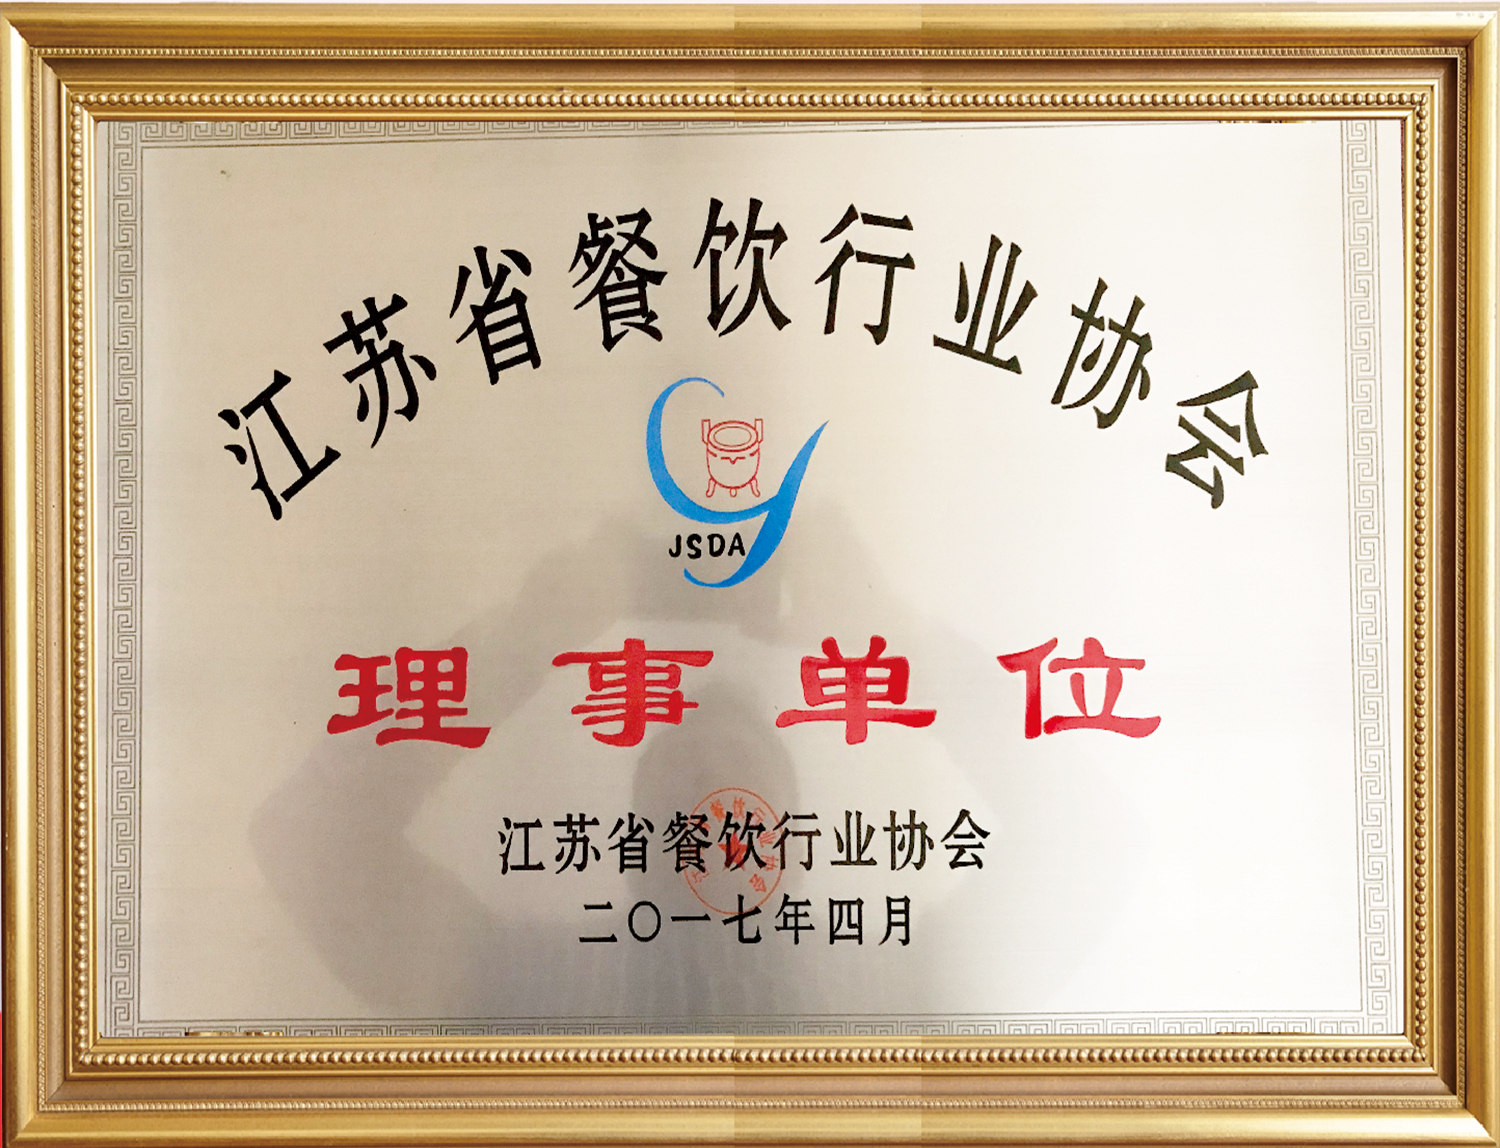 江苏省餐饮行业协会
JSDA
理事单位
江苏省餐饮行业协会
二〇一七年四月